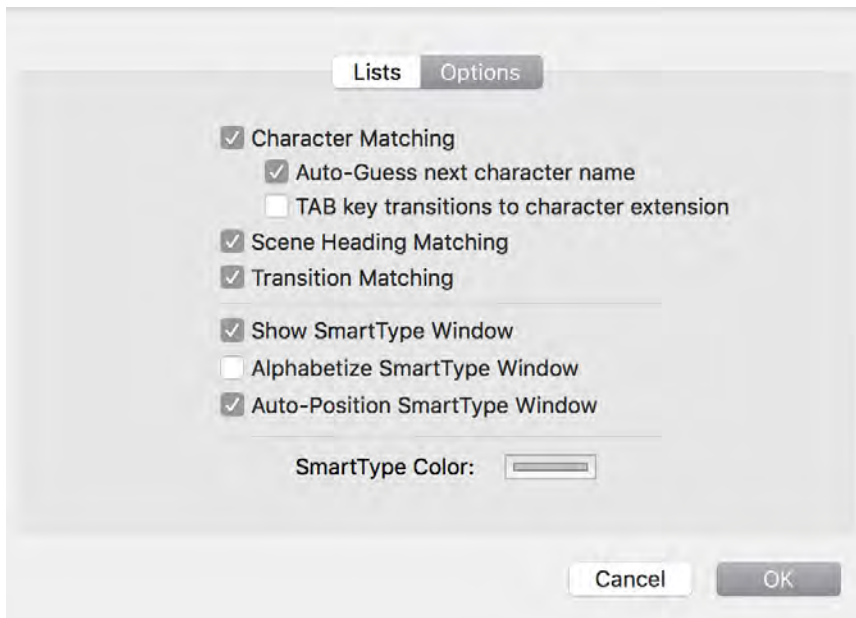 Lists Options
Character Matching
Auto-Guess next character name
TAB key transitions to character extension
Scene Heading Matching
Transition Matching
Show SmartType Window
Alphabetize SmartType Window
Auto-Position SmartType Window
SmartType Color:
Cancel OK